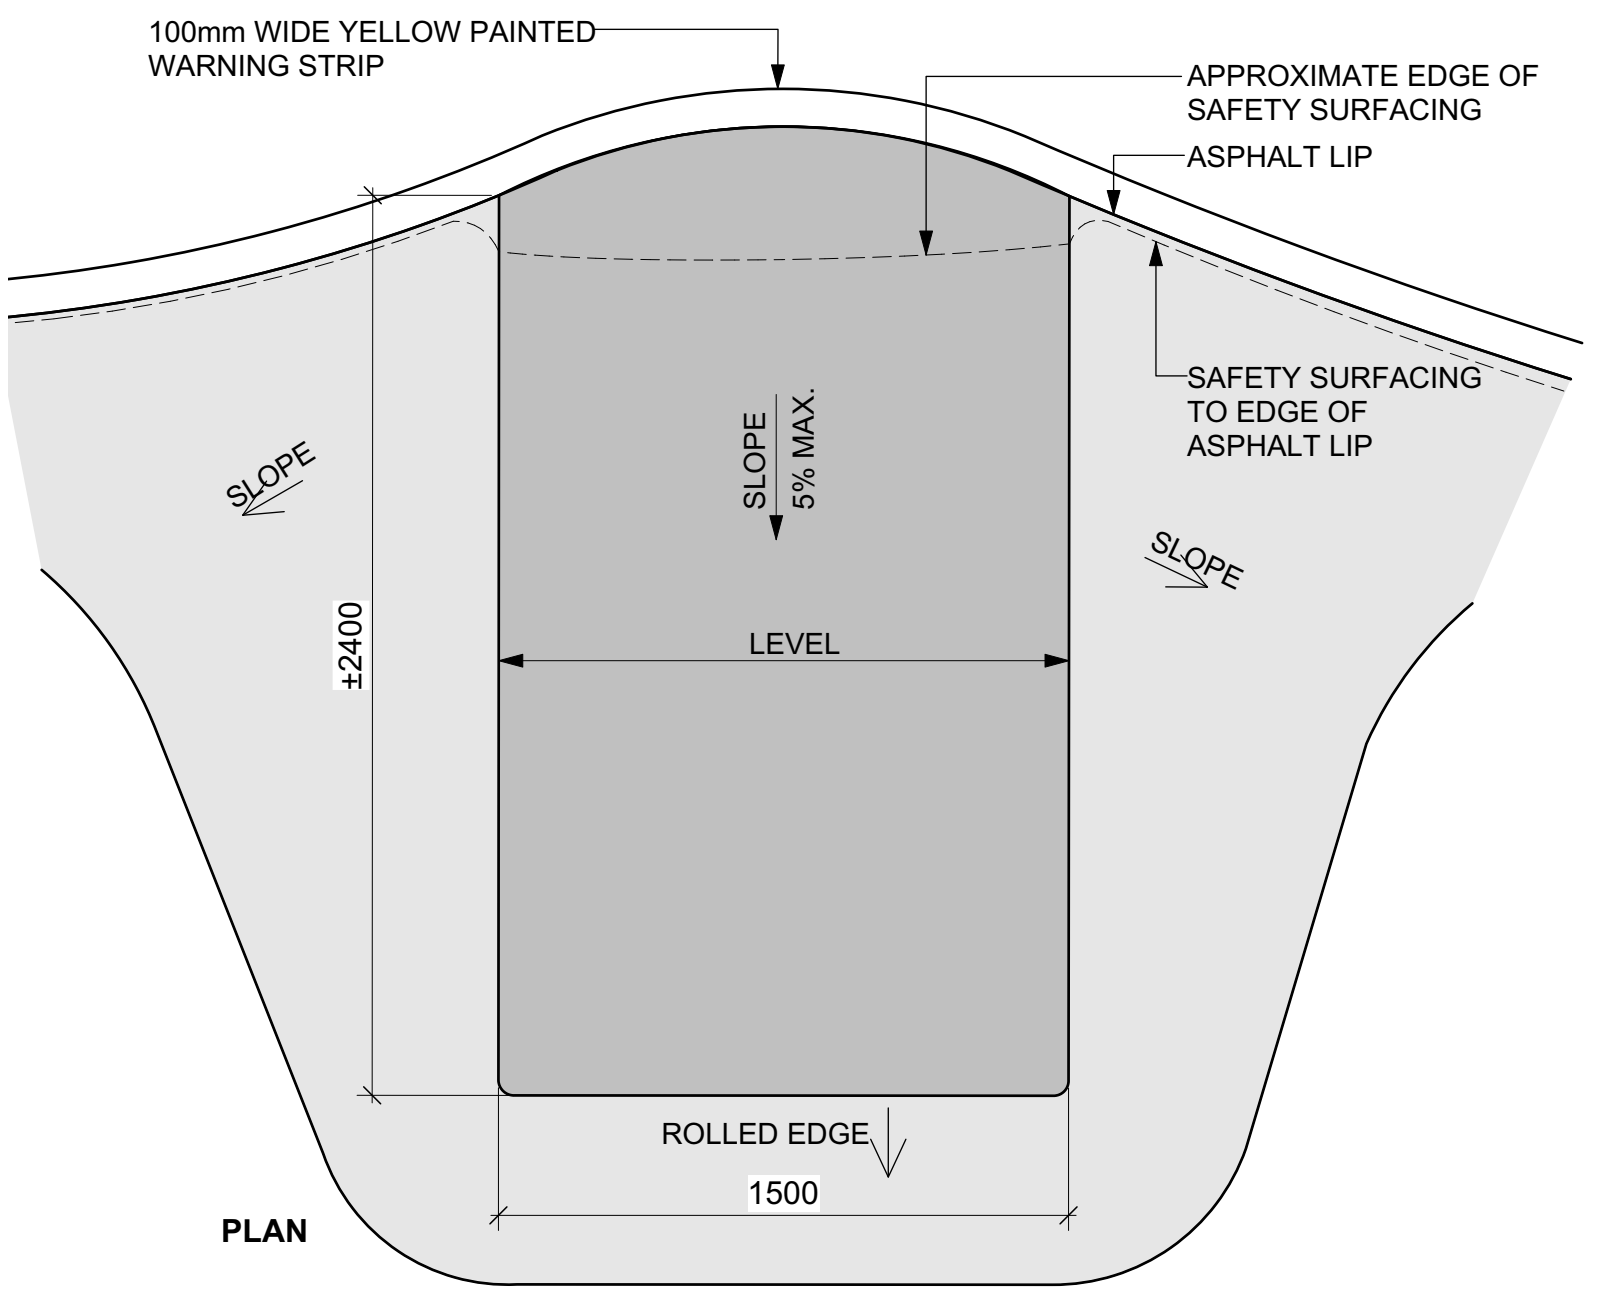 100mm WIDE YELLOW PAINTED
WARNING STRIP
APPROXIMATE EDGE OF
SAFETY SURFACING
ASPHALT LIP
SAFETY SURFACING
TO EDGE OF
ASPHALT LIP
SLOPE
SLOPE
5% MAX.
SLOPE
±2400
LEVEL
ROLLED EDGE
1500
PLAN